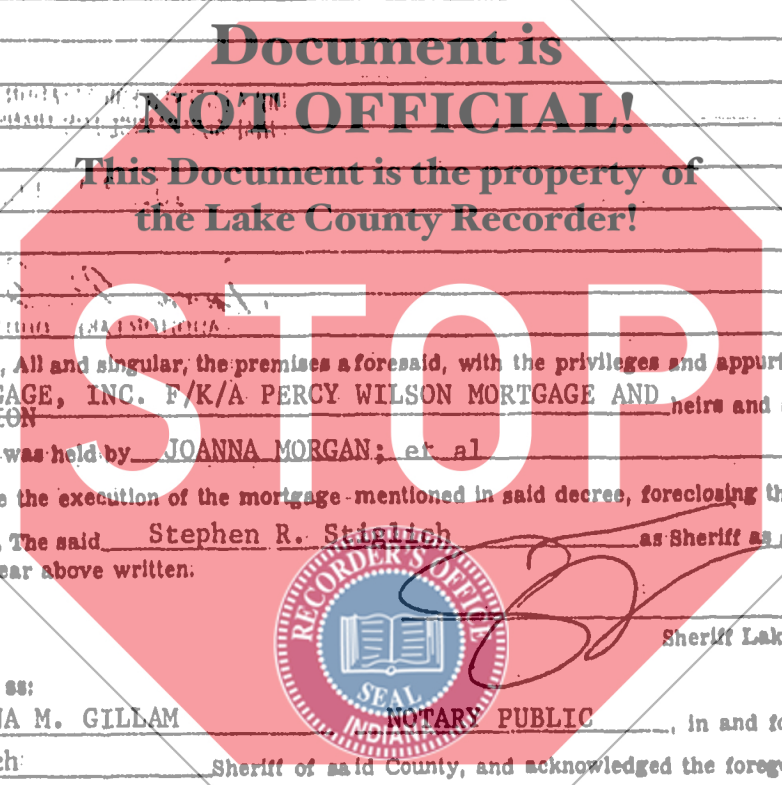 Document is
NOT OFFICIAL!
This Document is the property of
the Lake County Recorder!
STOP
, All and singular, the premises aforesaid, with the privileges and appurt
GAGE, INC. F/K/A PERCY WILSON MORTGAGE AND heirs and
was held by JOANNA MORGAN; et al
e the execution of the mortgage mentioned in said decree, foreclosing th
. The said Stephen R. Stiglich as Sheriff as
ear above written.
RECORDER'S OFFICE
SEAL
INDIANA
Sheriff Lak
ss:
NA M. GILLAM NOTARY PUBLIC , in and fo
ch Sheriff of said County, and acknowledged the forego